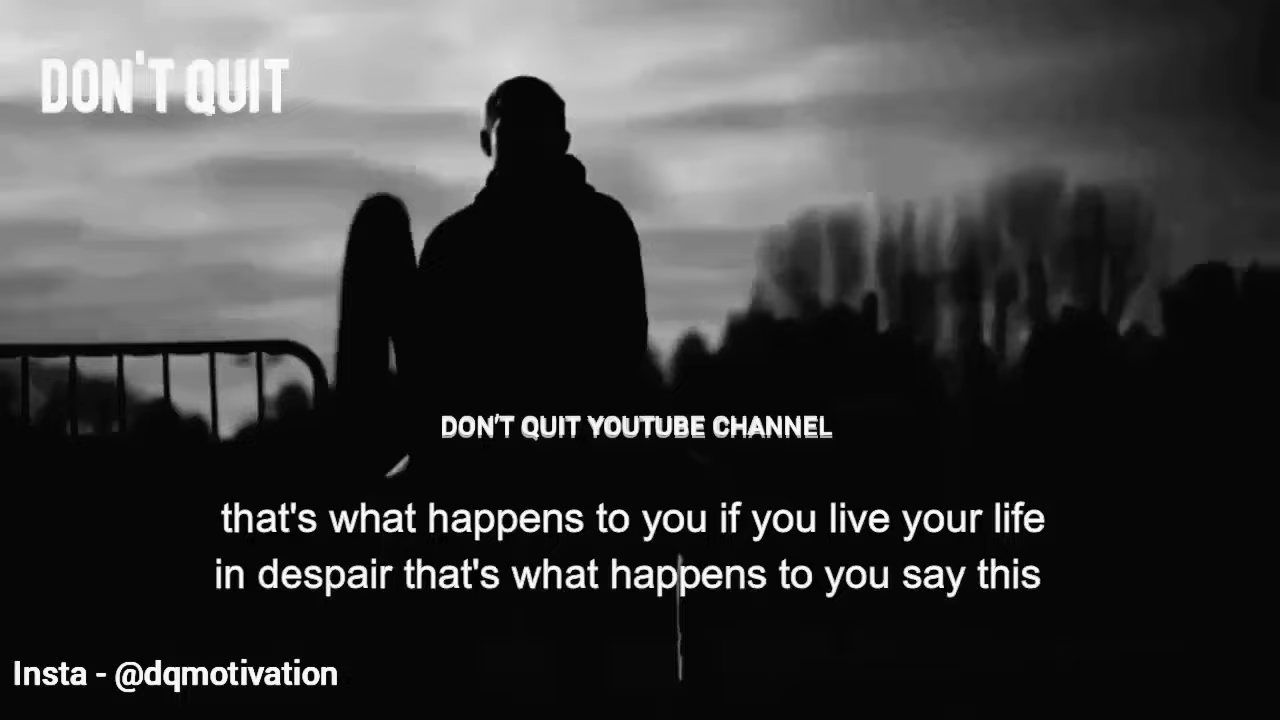 DON'T QUIT
DON'T QUIT YOUTUBE CHANNEL
that's what happens to you if you live your life
in despair that's what happens to you say this
Insta - @dqmotivation